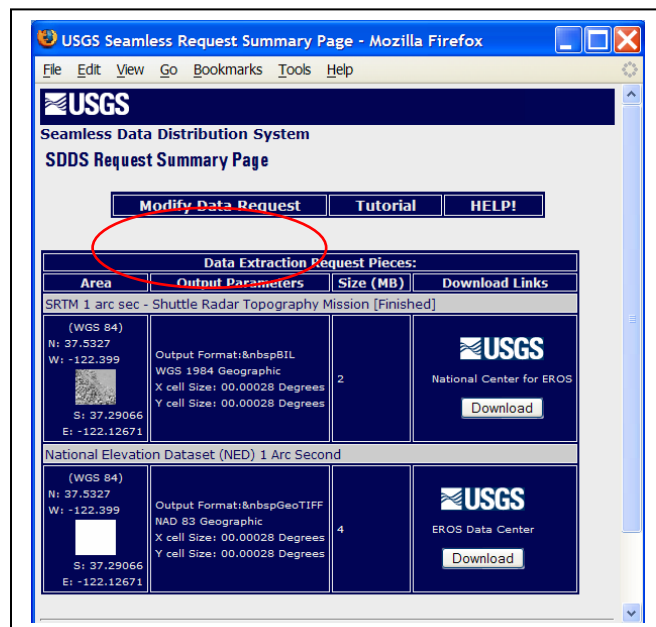 USGS Seamless Request Summary Page - Mozilla Firefox
File Edit View Go Bookmarks Tools Help
USGS
Seamless Data Distribution System
SDDS Request Summary Page
Modify Data Request Tutorial HELP!
Data Extraction Request Pieces:
Area Output Parameters Size (MB) Download Links
SRTM 1 arc sec - Shuttle Radar Topography Mission [Finished]
(WGS 84)
N: 37.5327
W: -122.399
S: 37.29066
E: -122.12671
Output Format:&nbspBIL
WGS 1984 Geographic
X cell Size: 00.00028 Degrees
Y cell Size: 00.00028 Degrees
2
USGS
National Center for EROS
Download
National Elevation Dataset (NED) 1 Arc Second
(WGS 84)
N: 37.5327
W: -122.399
S: 37.29066
E: -122.12671
Output Format:&nbspGeoTIFF
NAD 83 Geographic
X cell Size: 00.00028 Degrees
Y cell Size: 00.00028 Degrees
4
USGS
EROS Data Center
Download